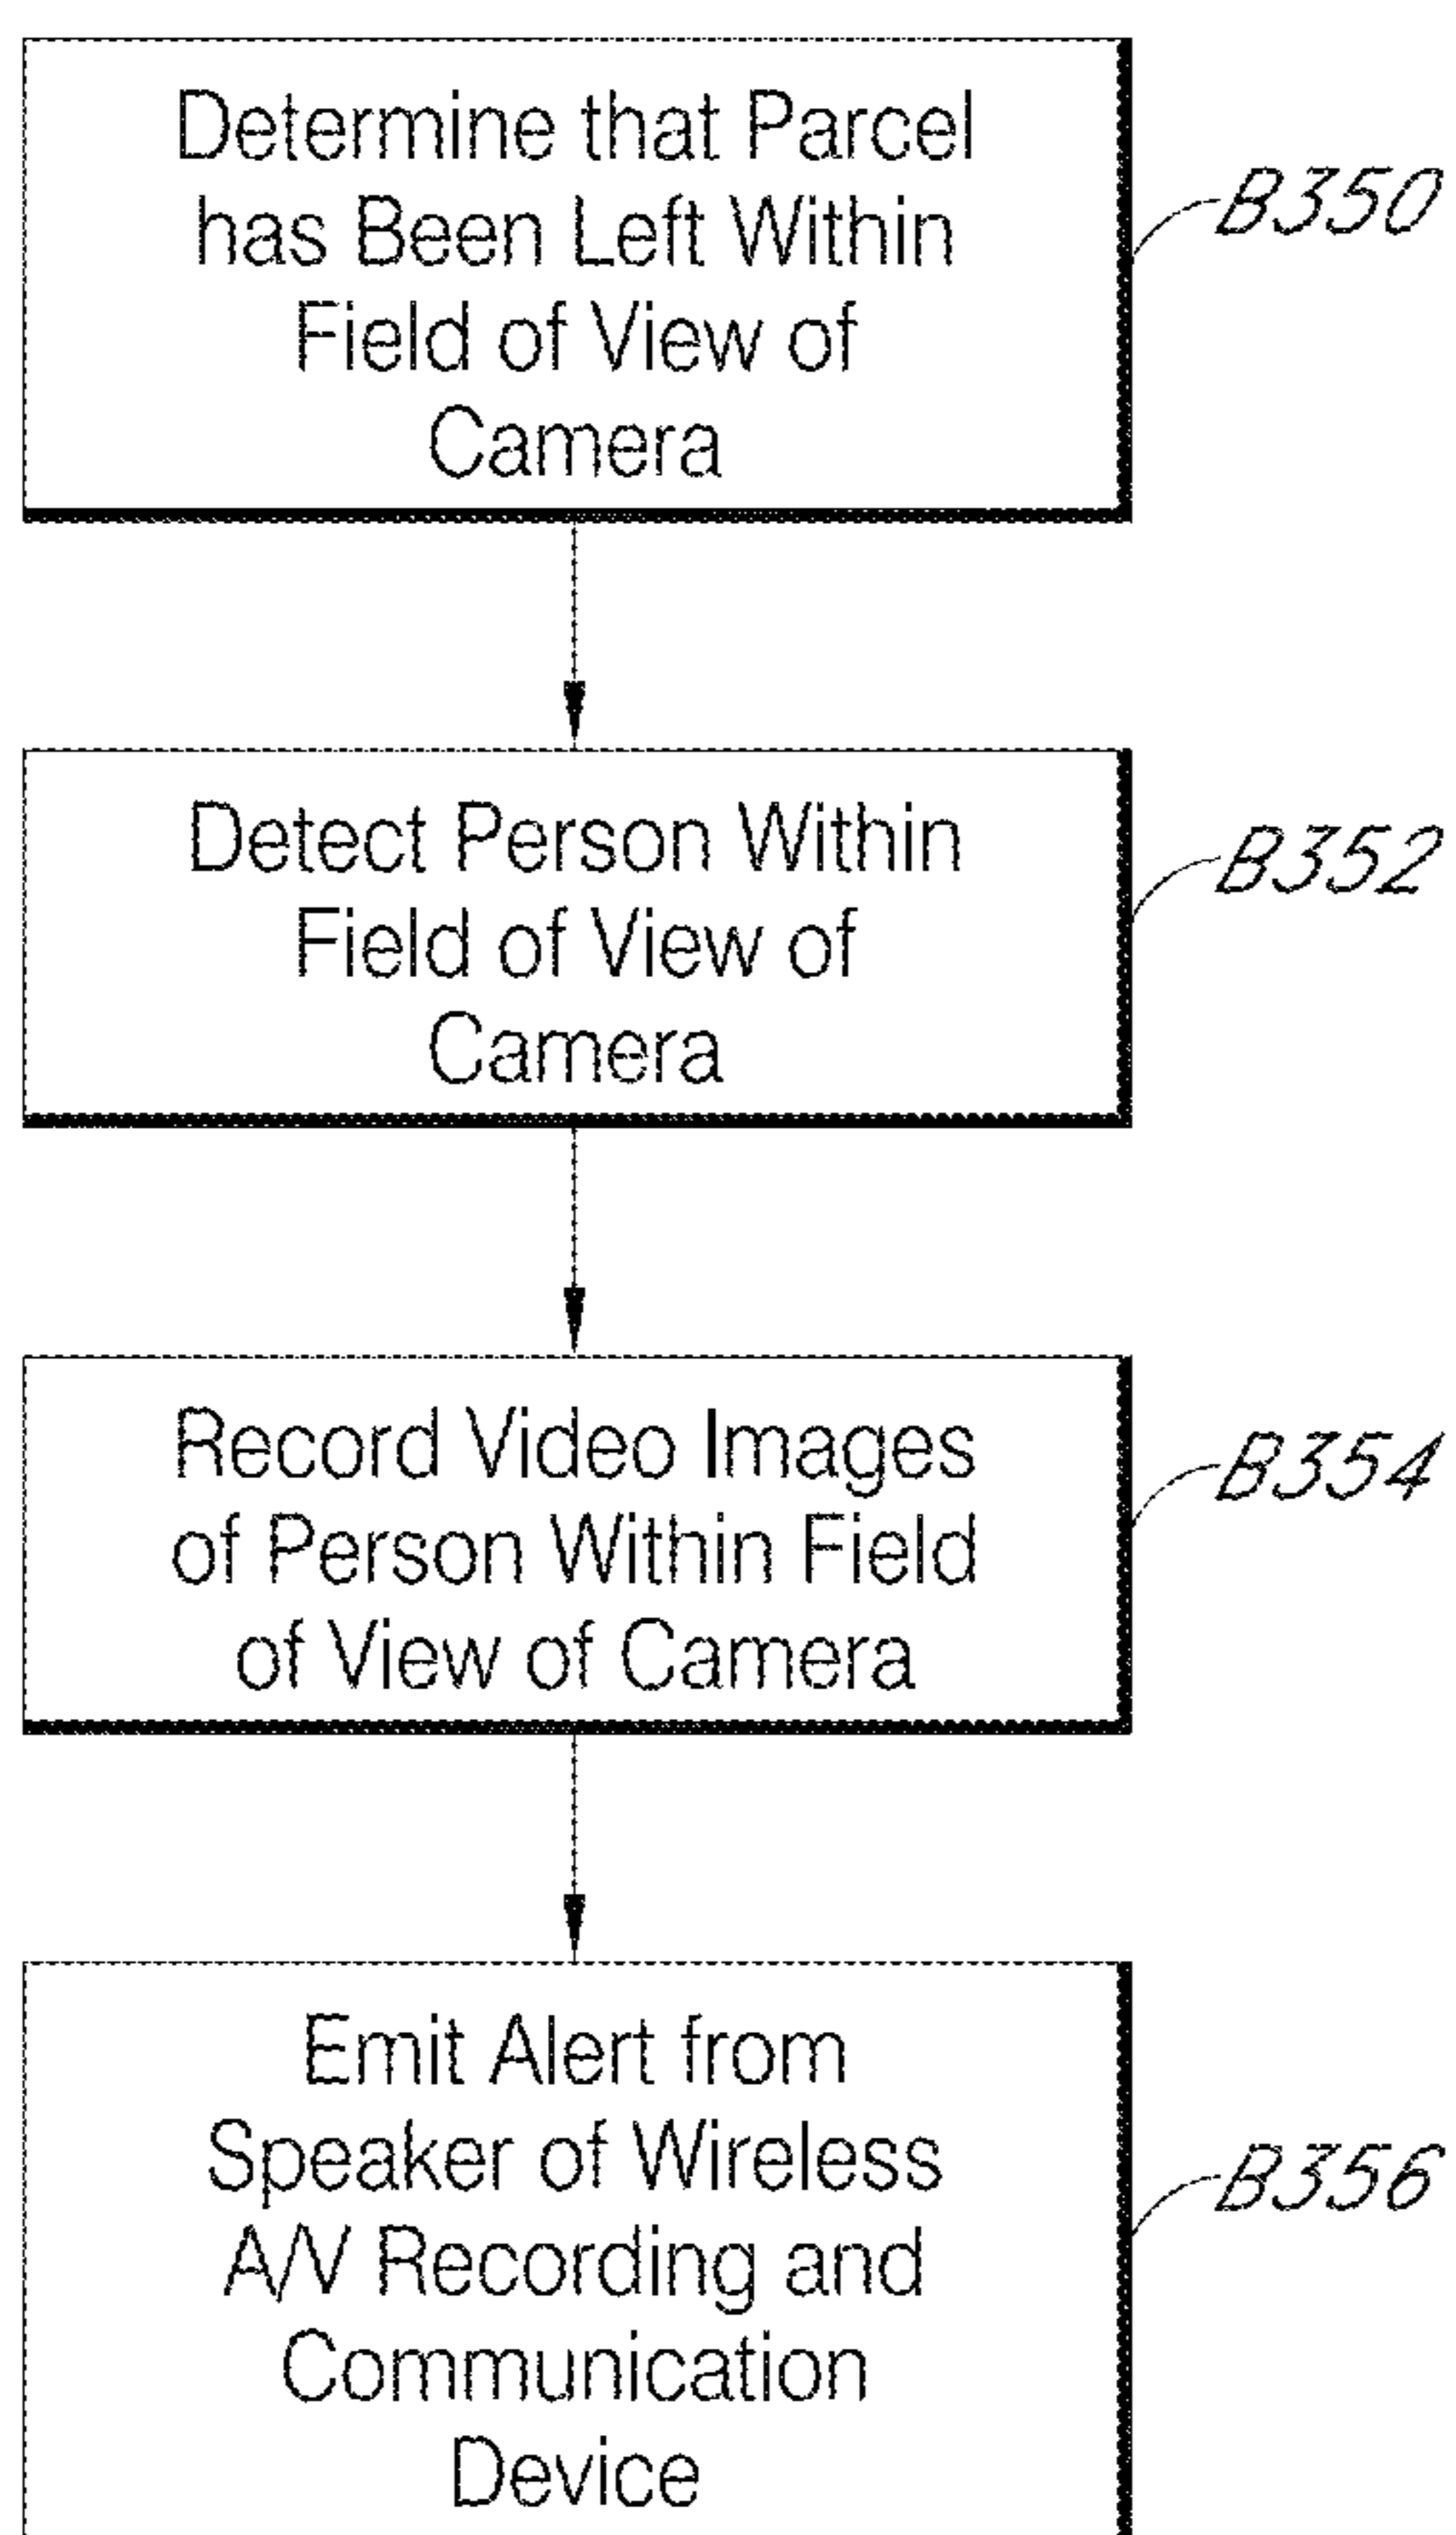 Determine that Parcel
has Been Left Within
Field of View of
Camera
B350
Detect Person Within
Field of View of
Camera
B352
Record Video Images
of Person Within Field
of View of Camera
B354
Emit Alert from
Speaker of Wireless
A/V Recording and
Communication
Device
B356